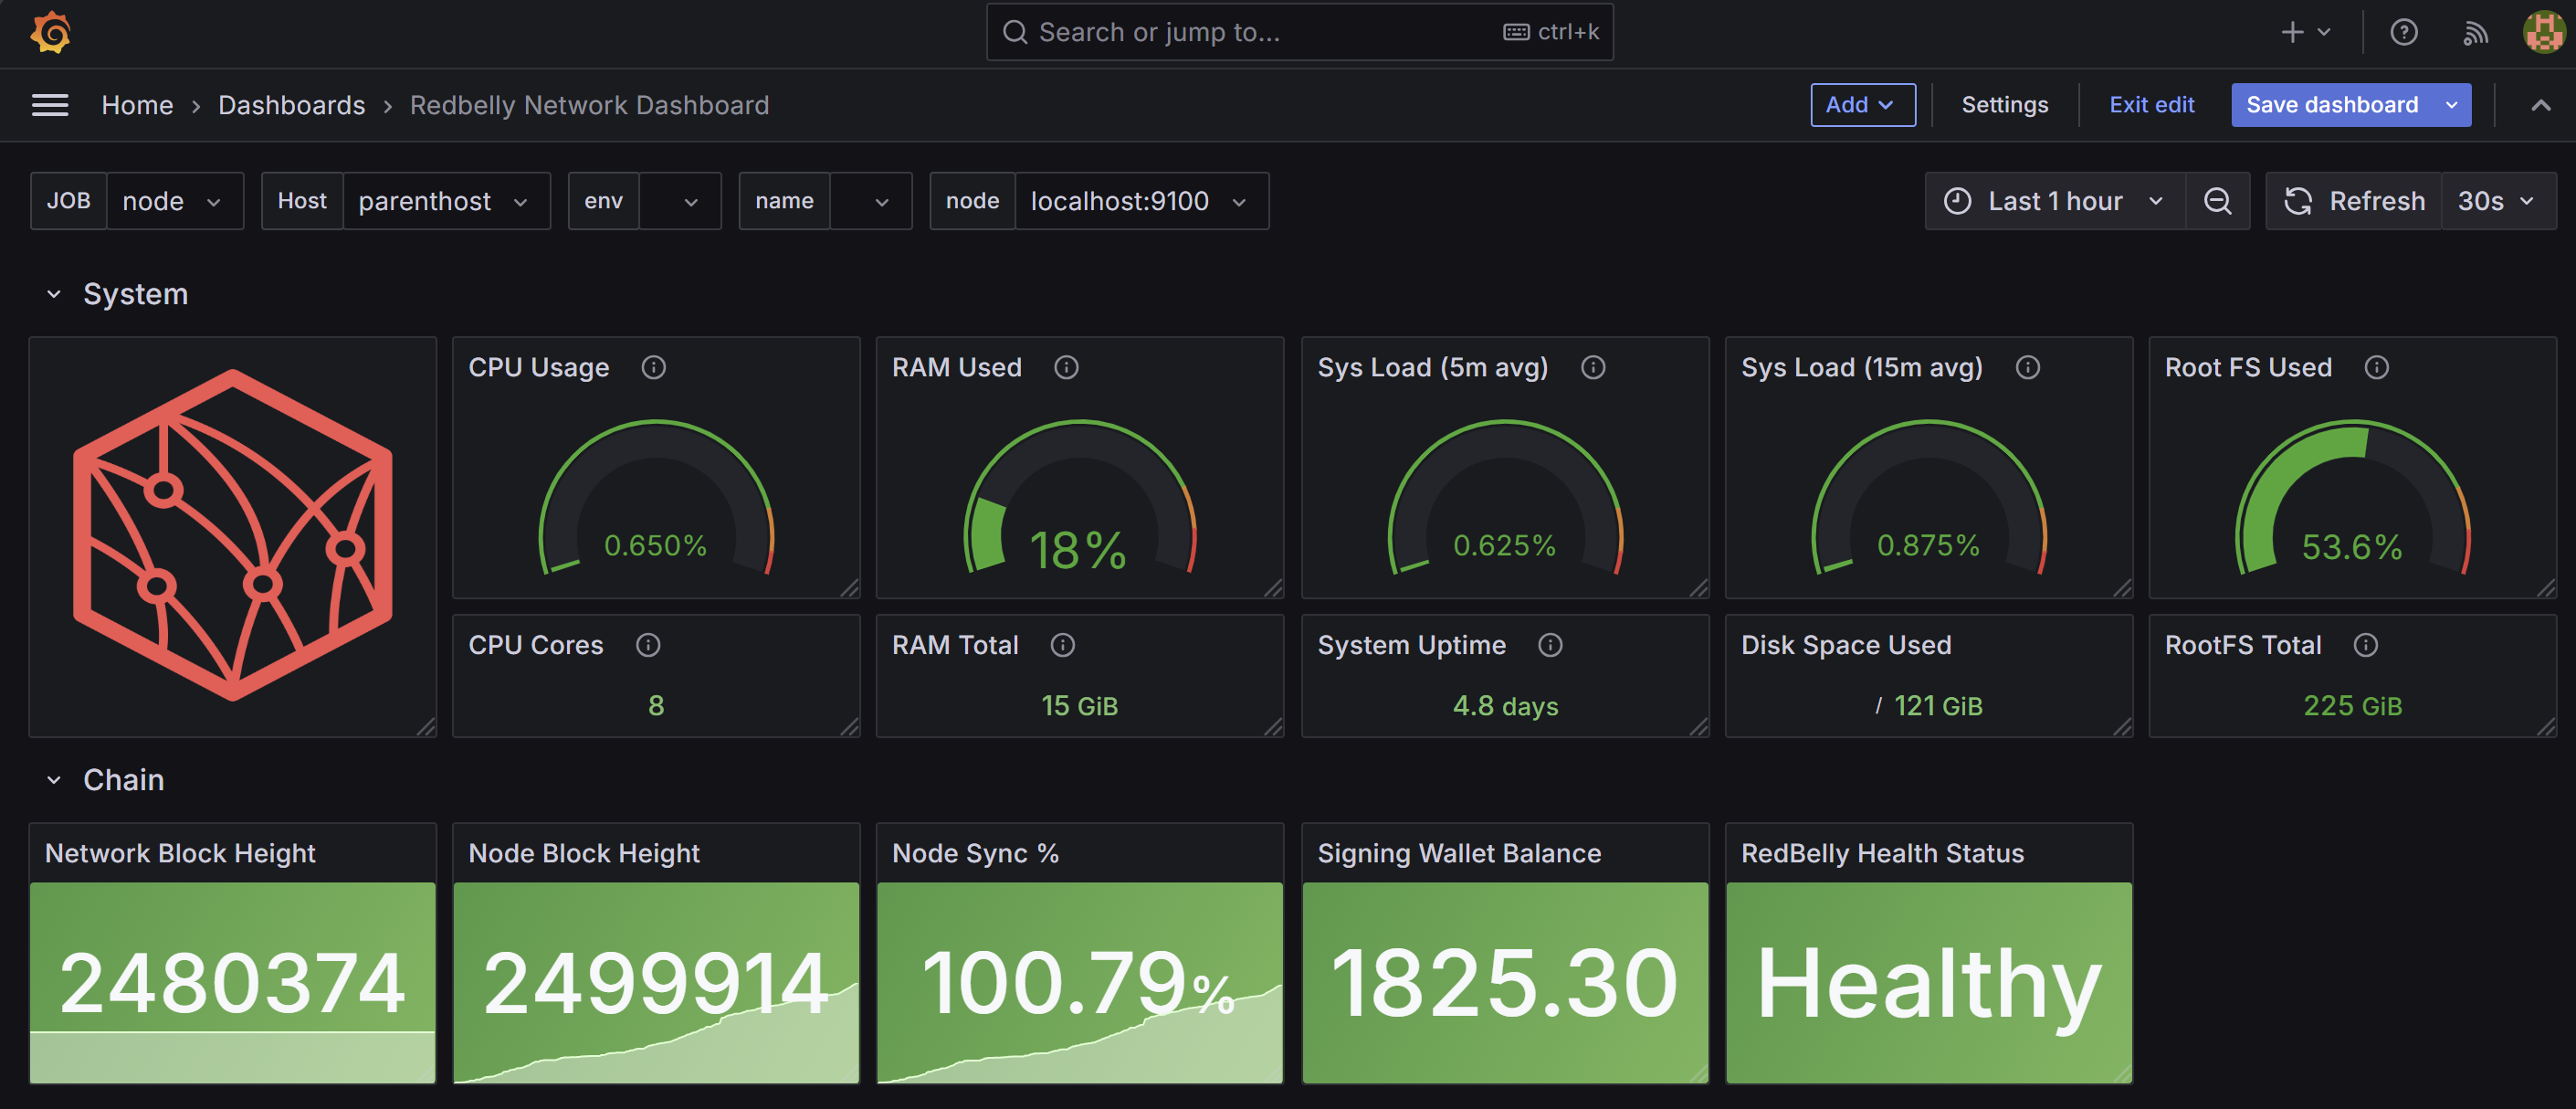 Search or jump to... ctrl+k
Home › Dashboards › Redbelly Network Dashboard Add Settings Exit edit Save dashboard
JOB node Host parenthost env name node localhost:9100 Last 1 hour Refresh 30s
System
CPU Usage RAM Used Sys Load (5m avg) Sys Load (15m avg) Root FS Used
0.650% 18% 0.625% 0.875% 53.6%
CPU Cores RAM Total System Uptime Disk Space Used RootFS Total
8 15 GiB 4.8 days / 121 GiB 225 GiB
Chain
Network Block Height Node Block Height Node Sync % Signing Wallet Balance RedBelly Health Status
2480374 2499914 100.79% 1825.30 Healthy